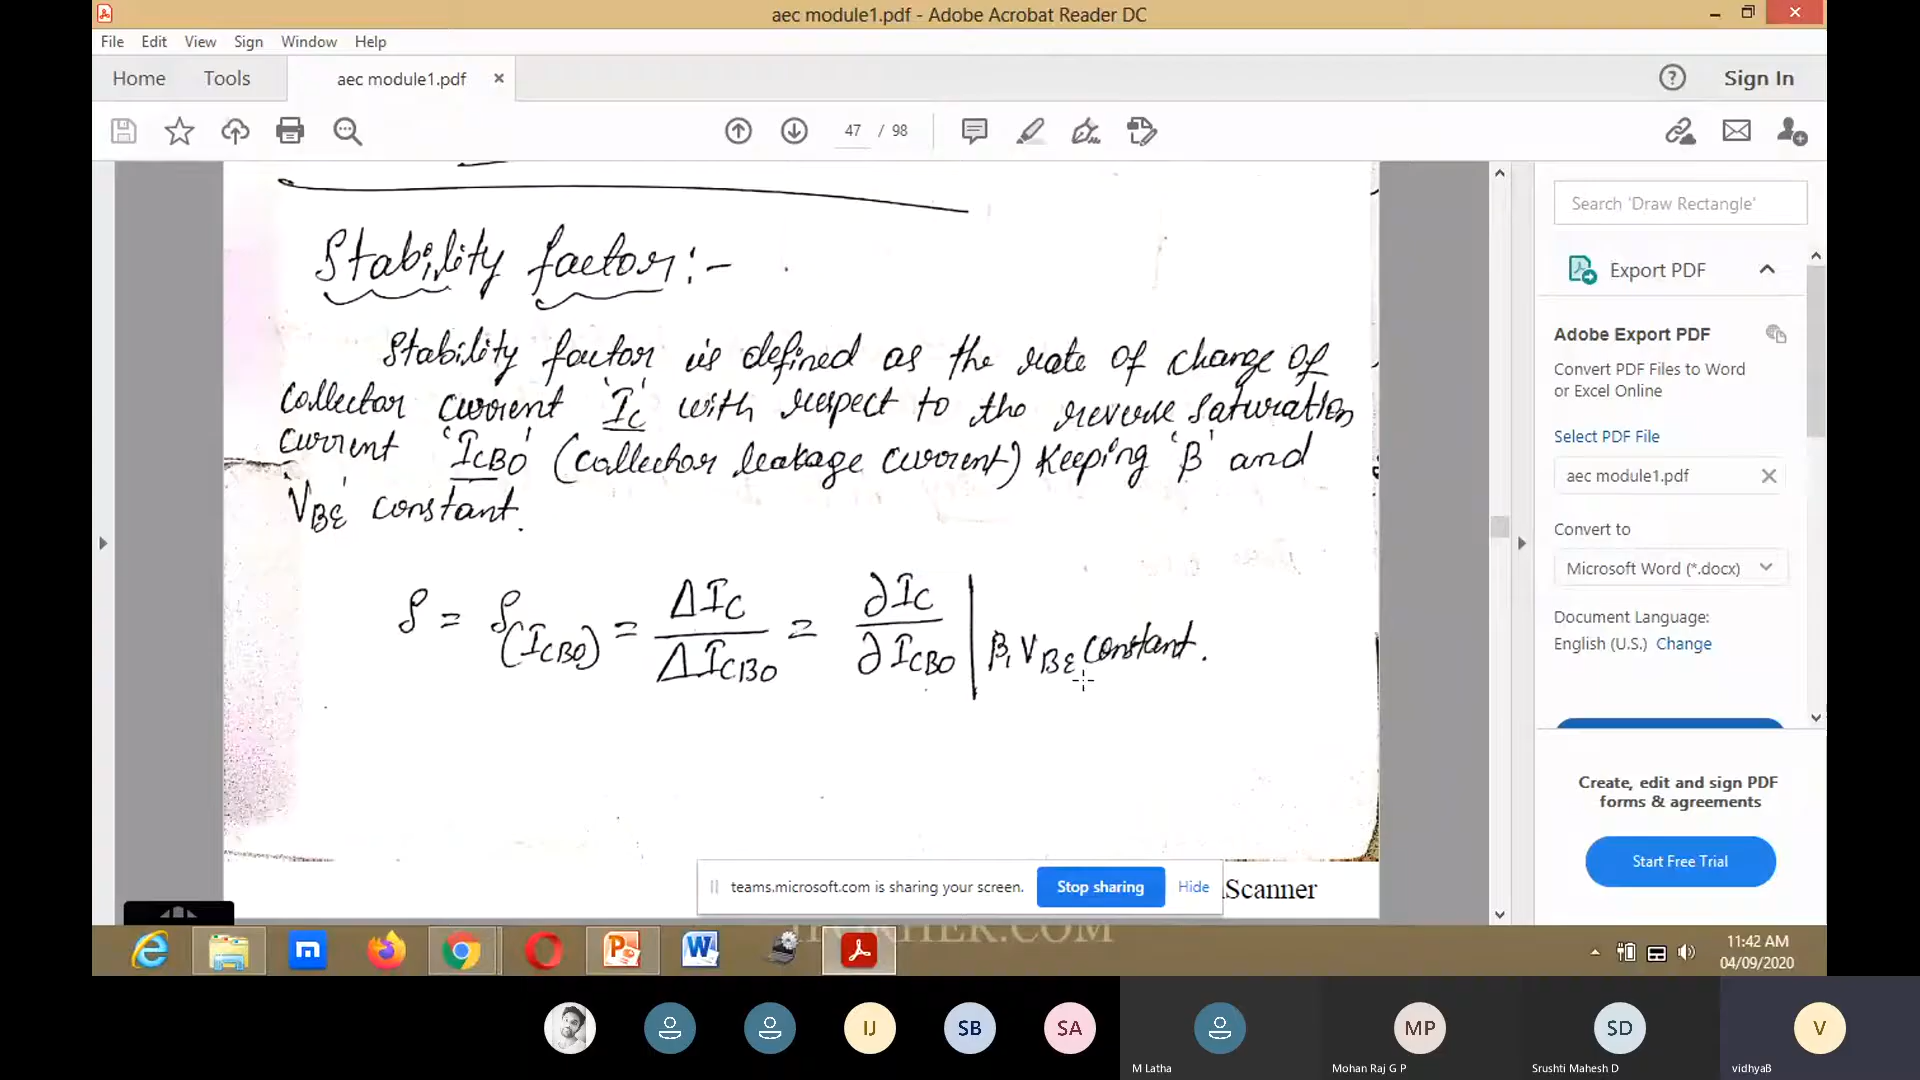 aec module1.pdf - Adobe Acrobat Reader DC
File Edit View Sign Window Help
Home Tools aec module1.pdf Sign In
47 / 98
Stability factor:-
Stability factor is defined as the rate of change of
collector current 'IC' with respect to the reverse saturation
current 'ICBO' (collector leakage current) keeping 'β' and
VBE constant.
S = S(ICBO) = ΔIC / ΔICBO = ∂IC / ∂ICBO | β, VBE constant.
Search 'Draw Rectangle'
Export PDF
Adobe Export PDF
Convert PDF Files to Word
or Excel Online
Select PDF File
aec module1.pdf
Convert to
Microsoft Word (*.docx)
Document Language:
English (U.S.) Change
Create, edit and sign PDF
forms & agreements
Start Free Trial
teams.microsoft.com is sharing your screen. Stop sharing Hide
Scanner
11:42 AM
04/09/2020
IJ SB SA MP SD V
M Latha Mohan Raj G P Srushti Mahesh D vidhyaB